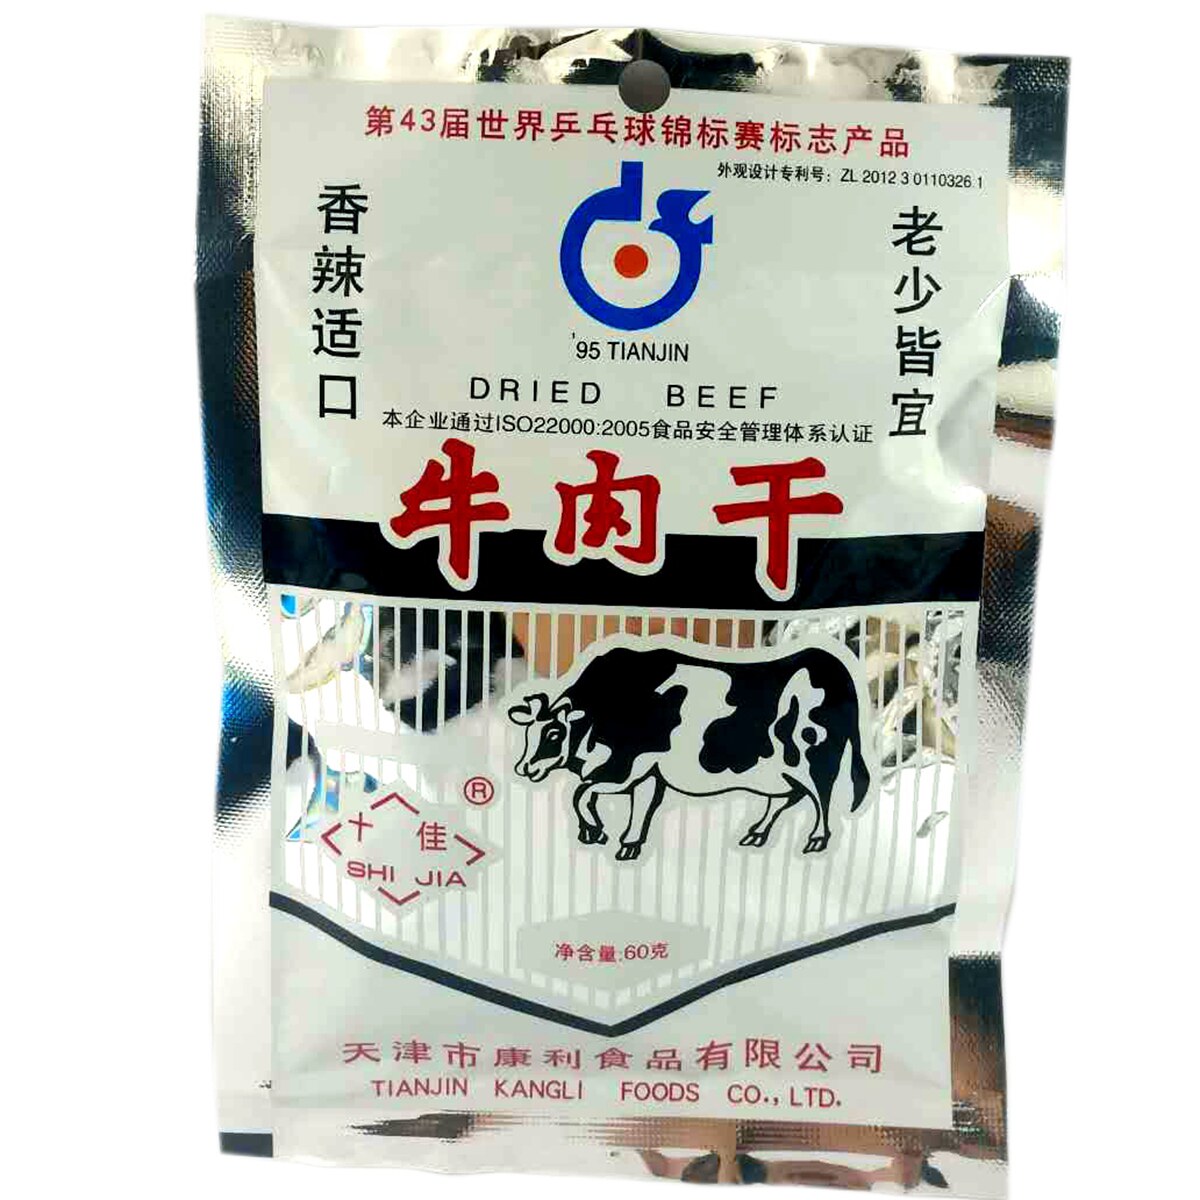 第43届世界乒乓球锦标赛标志产品
外观设计专利号：ZL 2012 3 0110326.1
香辣适口
老少皆宜
'95 TIANJIN
DRIED BEEF
本企业通过ISO22000:2005食品安全管理体系认证
牛肉干
®
十佳
SHI JIA
净含量:60克
天津市康利食品有限公司
TIANJIN KANGLI FOODS CO., LTD.